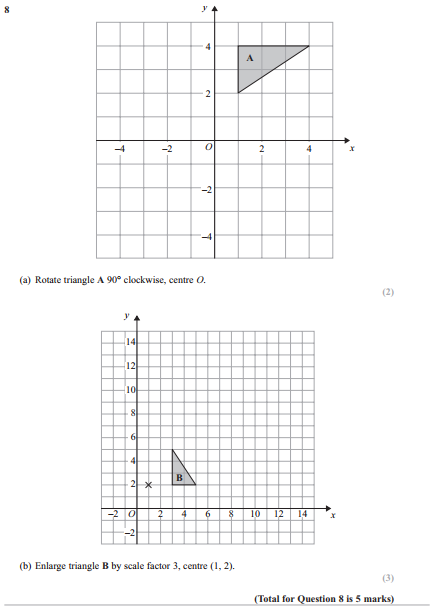 8
y
4
A
2
–4 –2 O 2 4 x
–2
–4
(a) Rotate triangle A 90° clockwise, centre O.
(2)
y
14
12
10
8
6
4
B
2
–2 O 2 4 6 8 10 12 14 x
–2
(b) Enlarge triangle B by scale factor 3, centre (1, 2).
(3)
(Total for Question 8 is 5 marks)